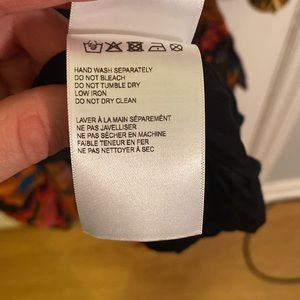 HAND WASH SEPARATELY
DO NOT BLEACH
DO NOT TUMBLE DRY
LOW IRON
DO NOT DRY CLEAN
LAVER À LA MAIN SÉPAREMÉNT
NE PAS JAVELLISER
NE PAS SÉCHER EN MACHINE
FAIBLE TENEUR EN FER
NE PAS NETTOYER À SEC